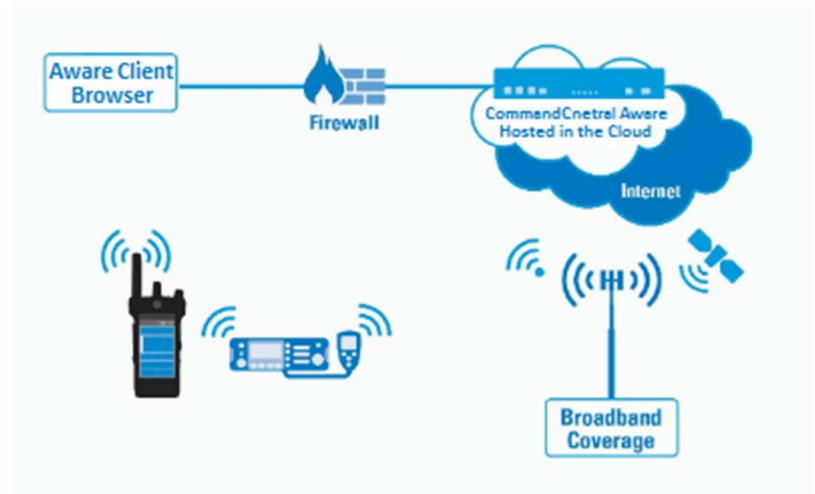 Aware Client
Browser
Firewall
CommandCnetral Aware
Hosted in the Cloud
Internet
Broadband
Coverage